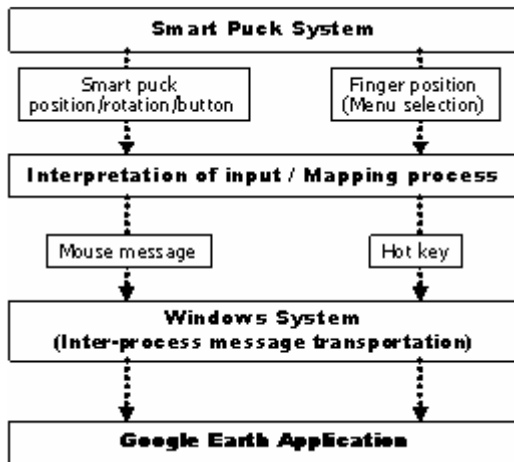 Smart Puck System
Smart puck
position/rotation/button
Finger position
(Menu selection)
Interpretation of input / Mapping process
Mouse message
Hot key
Windows System
(Inter-process message transportation)
Google Earth Application